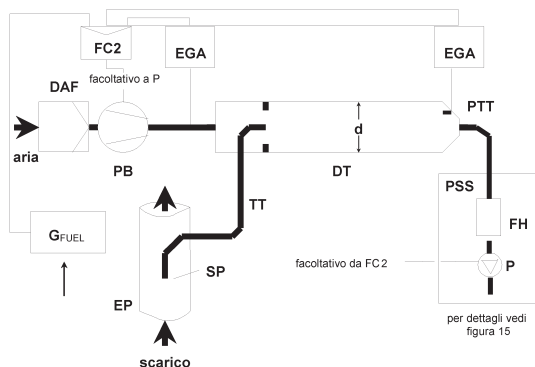 FC2
EGA
EGA
facoltativo a P
DAF
PTT
d
aria
PB
DT
PSS
TT
FH
GFUEL
SP
facoltativo da FC2
P
EP
per dettagli vedi
figura 15
scarico